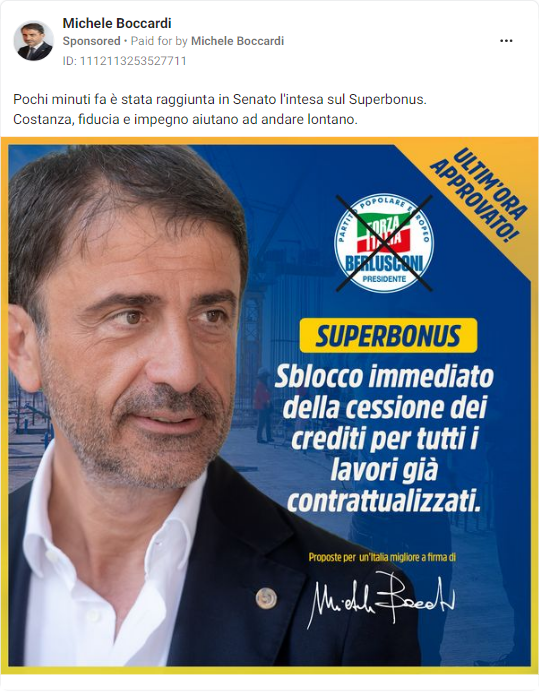 Michele Boccardi
Sponsored • Paid for by Michele Boccardi
ID: 1112113253527711
Pochi minuti fa è stata raggiunta in Senato l'intesa sul Superbonus.
Costanza, fiducia e impegno aiutano ad andare lontano.
ULTIM'ORA
APPROVATO!
PARTITO POPOLARE EUROPEO
FORZA
ITALIA
BERLUSCONI
PRESIDENTE
SUPERBONUS
Sblocco immediato
della cessione dei
crediti per tutti i
lavori già
contrattualizzati.
Proposte per un'Italia migliore a firma di
Michele Boccardi